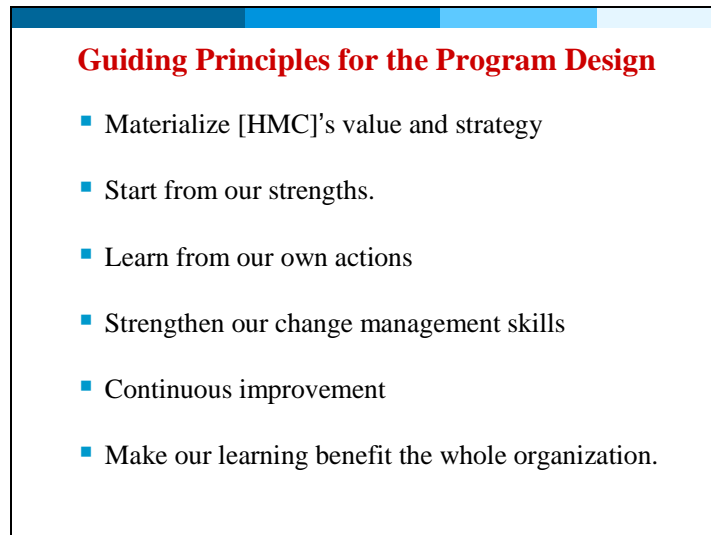 Guiding Principles for the Program Design
▪ Materialize [HMC]’s value and strategy
▪ Start from our strengths.
▪ Learn from our own actions
▪ Strengthen our change management skills
▪ Continuous improvement
▪ Make our learning benefit the whole organization.